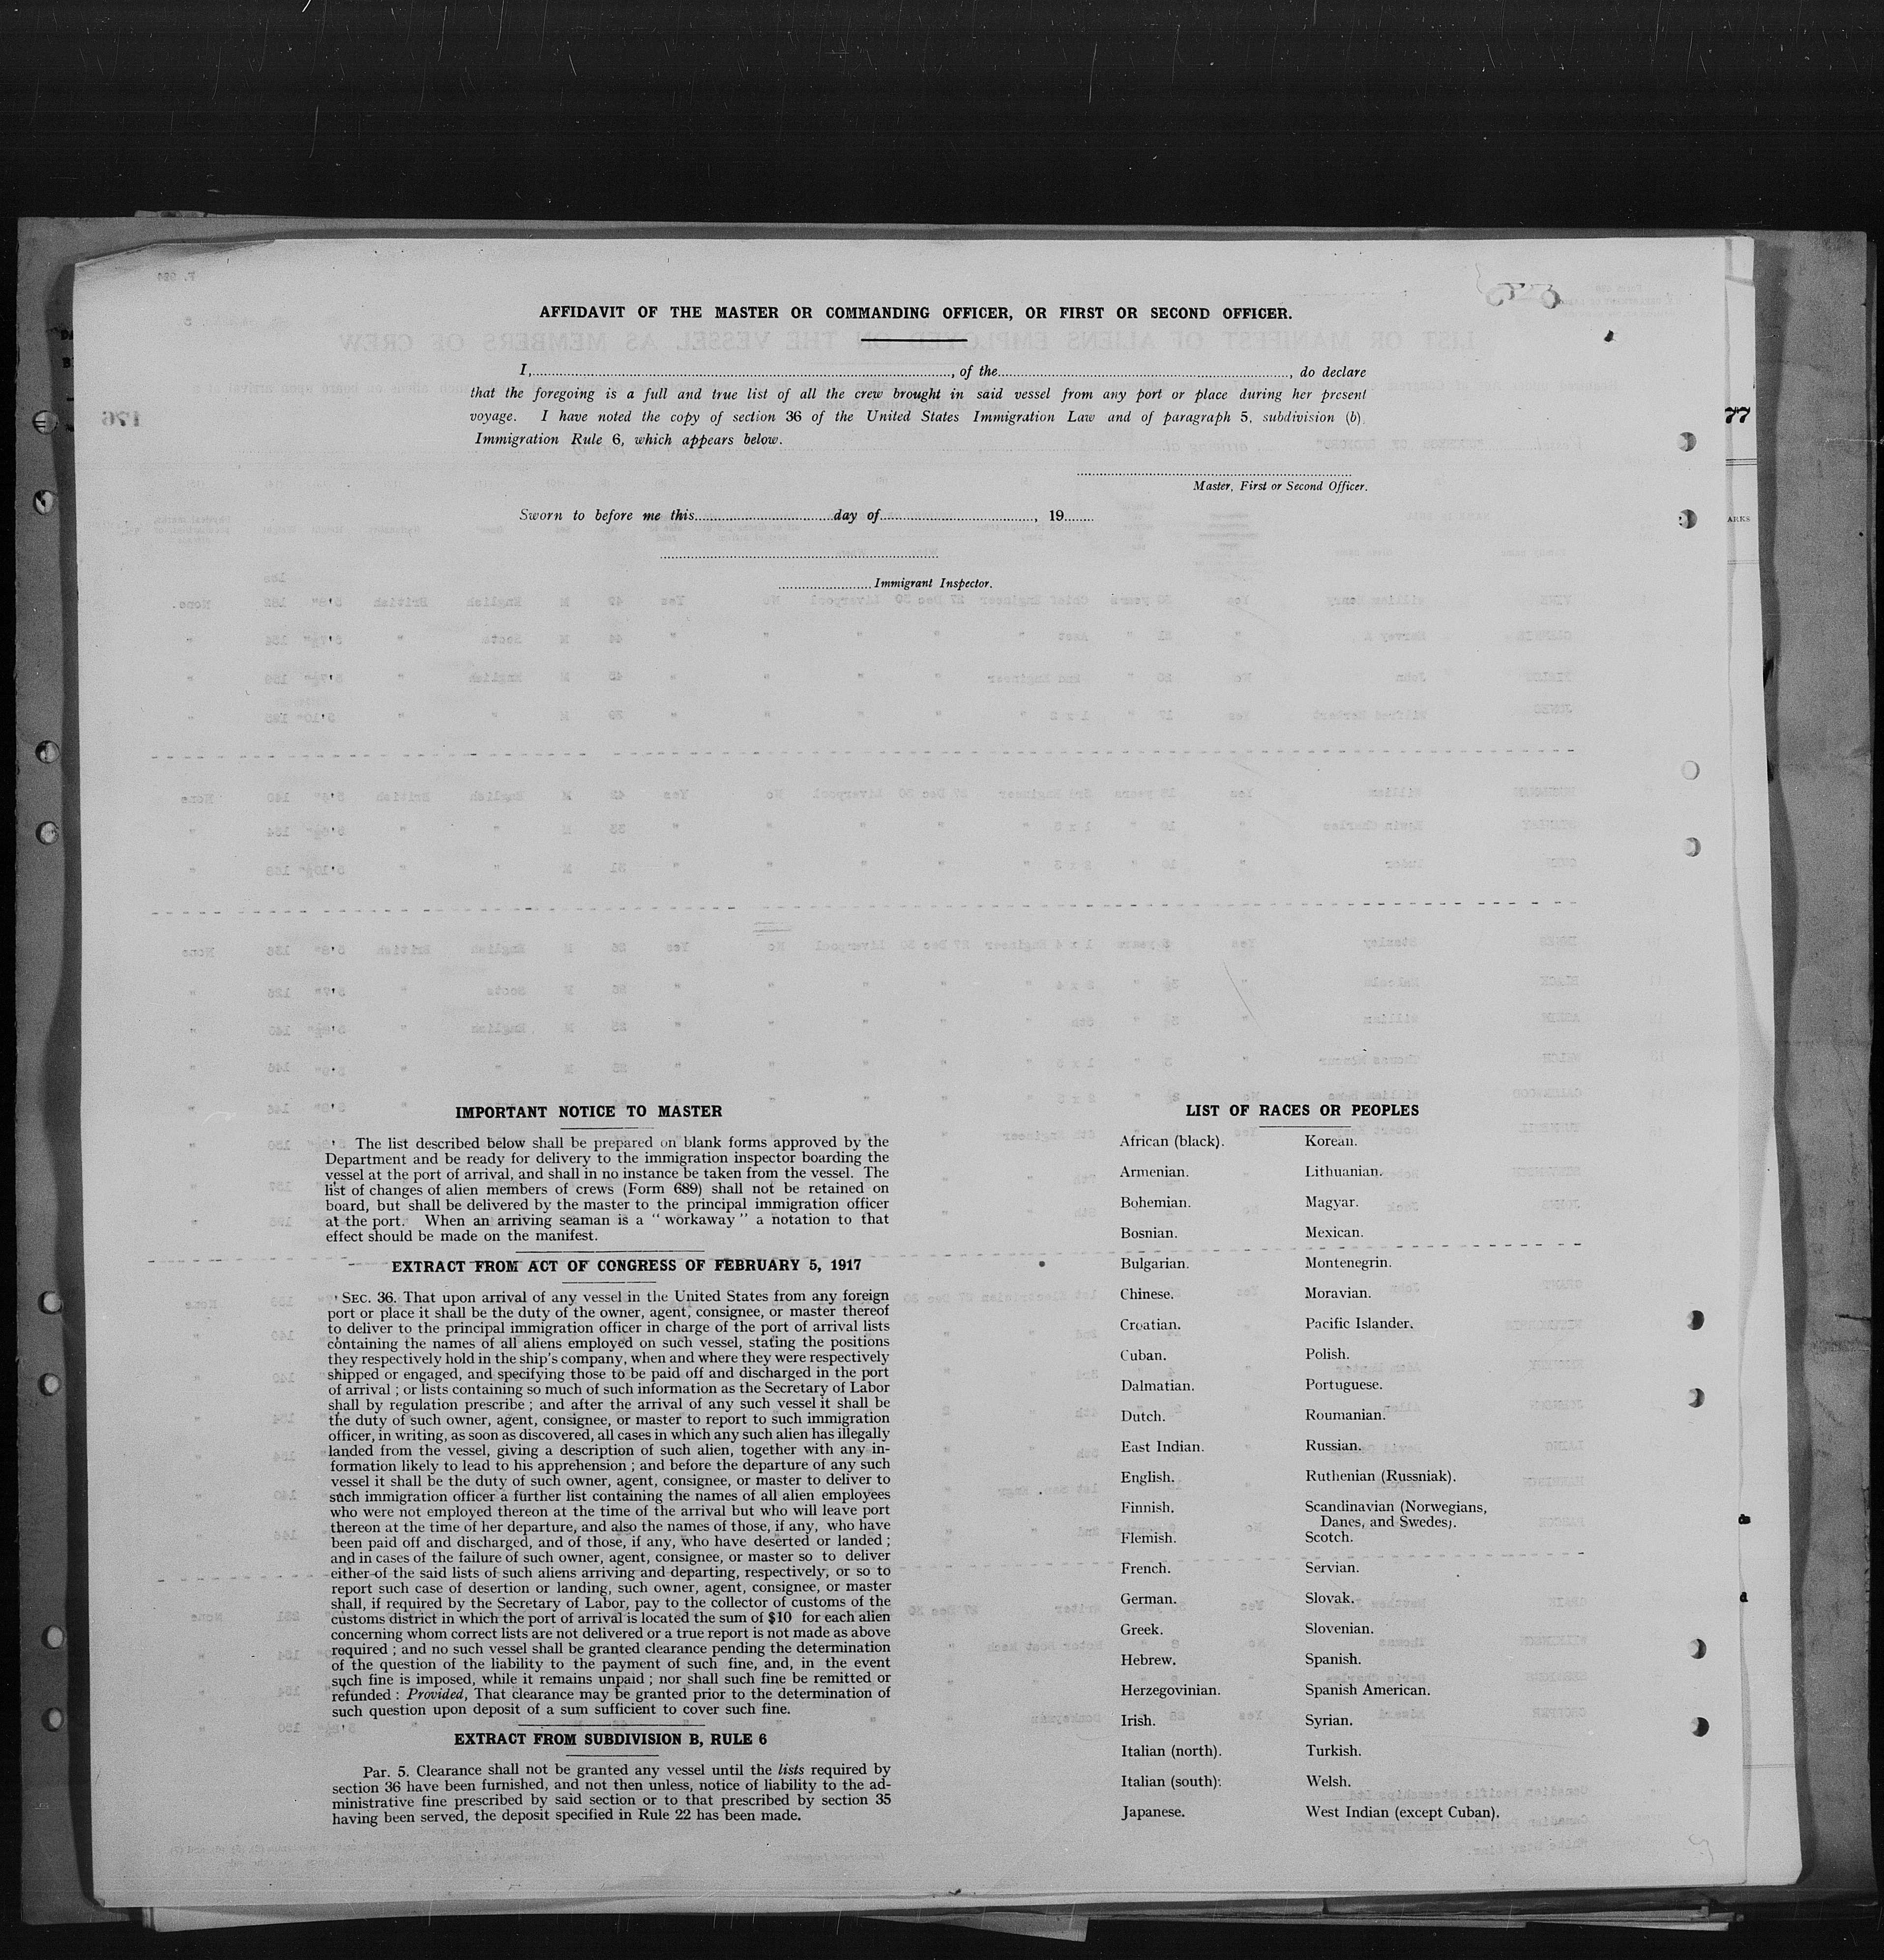 AFFIDAVIT OF THE MASTER OR COMMANDING OFFICER, OR FIRST OR SECOND OFFICER.
I, , of the , do declare
that the foregoing is a full and true list of all the crew brought in said vessel from any port or place during her present
voyage. I have noted the copy of section 36 of the United States Immigration Law and of paragraph 5, subdivision (b)
Immigration Rule 6, which appears below.
Master, First or Second Officer.
Sworn to before me this day of , 19
Immigrant Inspector.
77
ARKS
IMPORTANT NOTICE TO MASTER
The list described below shall be prepared on blank forms approved by the
Department and be ready for delivery to the immigration inspector boarding the
vessel at the port of arrival, and shall in no instance be taken from the vessel. The
list of changes of alien members of crews (Form 689) shall not be retained on
board, but shall be delivered by the master to the principal immigration officer
at the port. When an arriving seaman is a "workaway" a notation to that
effect should be made on the manifest.
EXTRACT FROM ACT OF CONGRESS OF FEBRUARY 5, 1917
SEC. 36. That upon arrival of any vessel in the United States from any foreign
port or place it shall be the duty of the owner, agent, consignee, or master thereof
to deliver to the principal immigration officer in charge of the port of arrival lists
containing the names of all aliens employed on such vessel, stating the positions
they respectively hold in the ship's company, when and where they were respectively
shipped or engaged, and specifying those to be paid off and discharged in the port
of arrival ; or lists containing so much of such information as the Secretary of Labor
shall by regulation prescribe ; and after the arrival of any such vessel it shall be
the duty of such owner, agent, consignee, or master to report to such immigration
officer, in writing, as soon as discovered, all cases in which any such alien has illegally
landed from the vessel, giving a description of such alien, together with any in-
formation likely to lead to his apprehension ; and before the departure of any such
vessel it shall be the duty of such owner, agent, consignee, or master to deliver to
such immigration officer a further list containing the names of all alien employees
who were not employed thereon at the time of the arrival but who will leave port
thereon at the time of her departure, and also the names of those, if any, who have
been paid off and discharged, and of those, if any, who have deserted or landed ;
and in cases of the failure of such owner, agent, consignee, or master so to deliver
either of the said lists of such aliens arriving and departing, respectively, or so to
report such case of desertion or landing, such owner, agent, consignee, or master
shall, if required by the Secretary of Labor, pay to the collector of customs of the
customs district in which the port of arrival is located the sum of $10 for each alien
concerning whom correct lists are not delivered or a true report is not made as above
required ; and no such vessel shall be granted clearance pending the determination
of the question of the liability to the payment of such fine, and, in the event
such fine is imposed, while it remains unpaid ; nor shall such fine be remitted or
refunded : Provided, That clearance may be granted prior to the determination of
such question upon deposit of a sum sufficient to cover such fine.
EXTRACT FROM SUBDIVISION B, RULE 6
Par. 5. Clearance shall not be granted any vessel until the lists required by
section 36 have been furnished, and not then unless, notice of liability to the ad-
ministrative fine prescribed by said section or to that prescribed by section 35
having been served, the deposit specified in Rule 22 has been made.
LIST OF RACES OR PEOPLES
African (black).
Armenian.
Bohemian.
Bosnian.
Bulgarian.
Chinese.
Croatian.
Cuban.
Dalmatian.
Dutch.
East Indian.
English.
Finnish.
Flemish.
French.
German.
Greek.
Hebrew.
Herzegovinian.
Irish.
Italian (north).
Italian (south).
Japanese.
Korean.
Lithuanian.
Magyar.
Mexican.
Montenegrin.
Moravian.
Pacific Islander.
Polish.
Portuguese.
Roumanian.
Russian.
Ruthenian (Russniak).
Scandinavian (Norwegians,
Danes, and Swedes).
Scotch.
Servian.
Slovak.
Slovenian.
Spanish.
Spanish American.
Syrian.
Turkish.
Welsh.
West Indian (except Cuban).